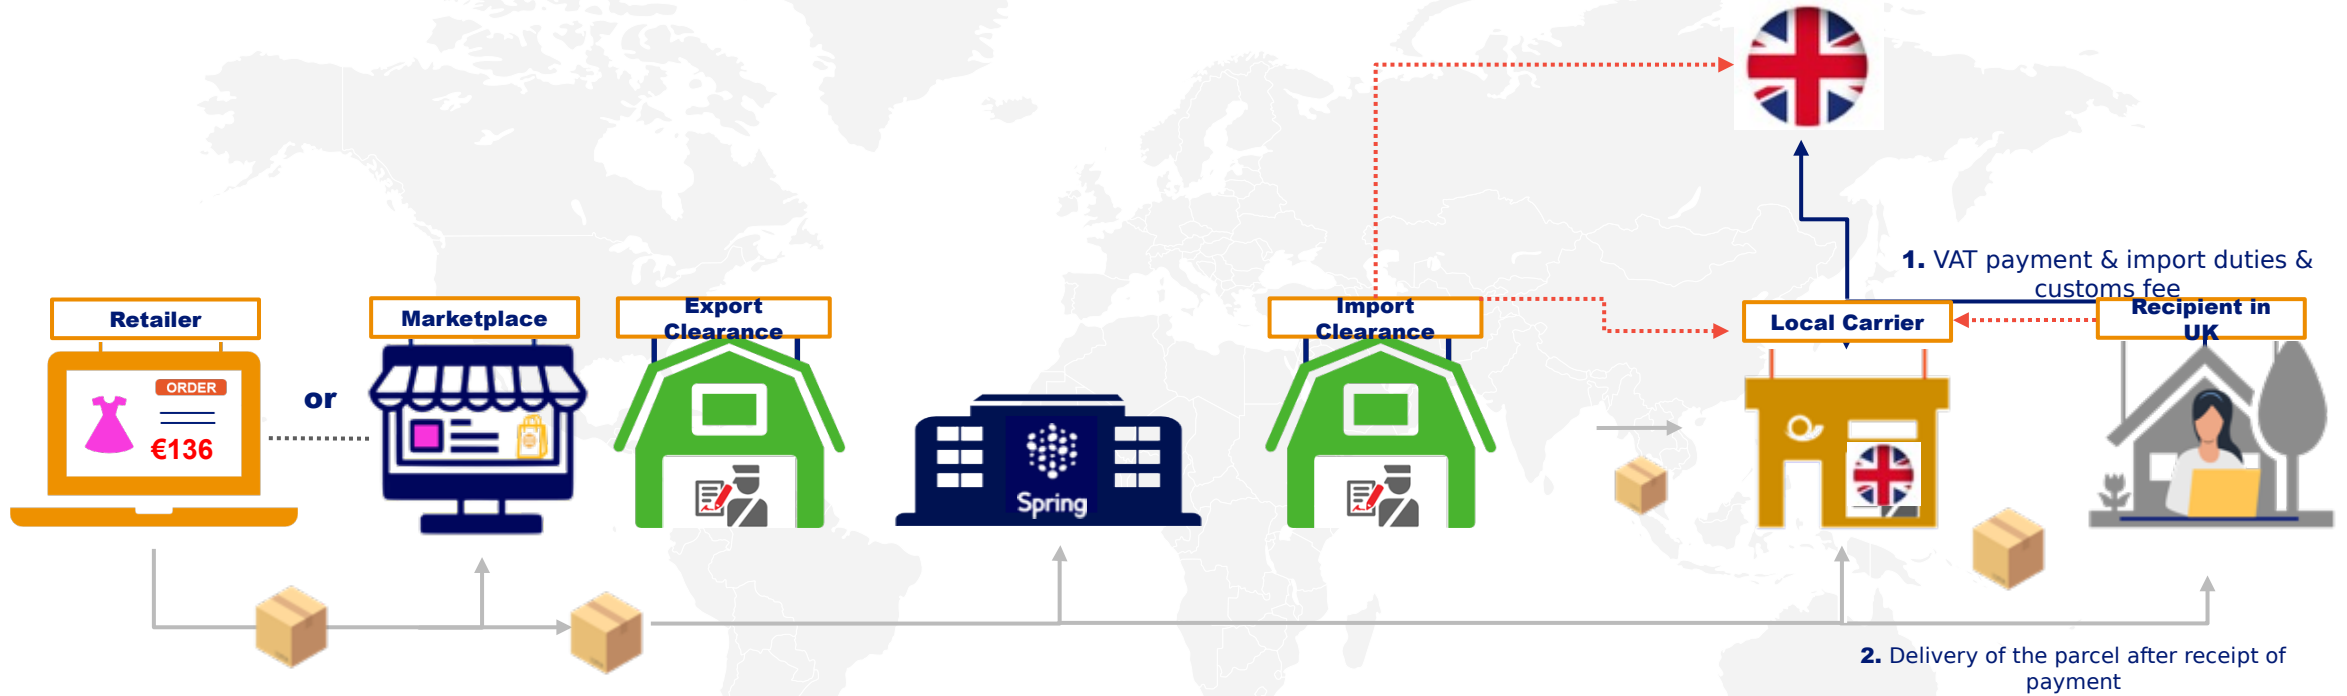 1. VAT payment & import duties &
customs fee
Retailer
Marketplace
Export
Clearance
Import
Clearance
Local Carrier
Recipient in
UK
ORDER
€136
or
Spring
2. Delivery of the parcel after receipt of
payment